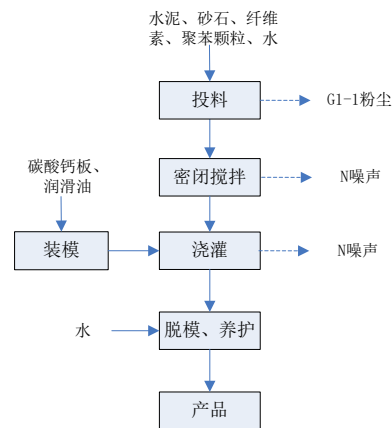 水泥、砂石、纤维
素、聚苯颗粒、水
投料
G1-1粉尘
碳酸钙板、
润滑油
密闭搅拌
N噪声
装模
浇灌
N噪声
水
脱模、养护
产品